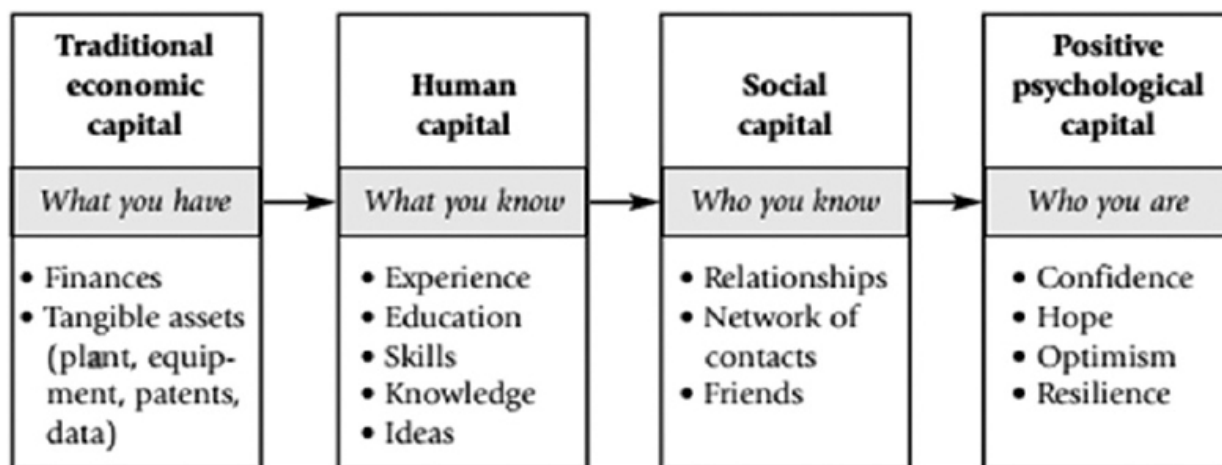 Traditional
economic
capital
What you have
• Finances
• Tangible assets
(plant, equip-
ment, patents,
data)
Human
capital
What you know
• Experience
• Education
• Skills
• Knowledge
• Ideas
Social
capital
Who you know
• Relationships
• Network of
contacts
• Friends
Positive
psychological
capital
Who you are
• Confidence
• Hope
• Optimism
• Resilience